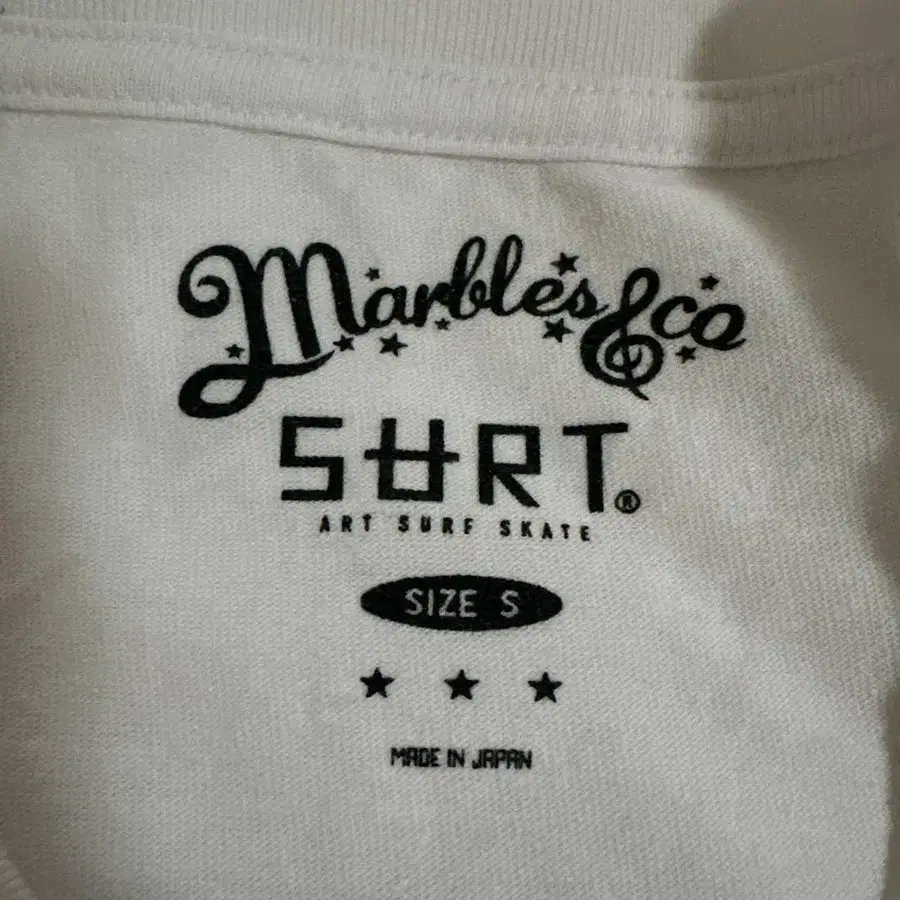 Marbles & co
SURT®
ART SURF SKATE
SIZE S
MADE IN JAPAN